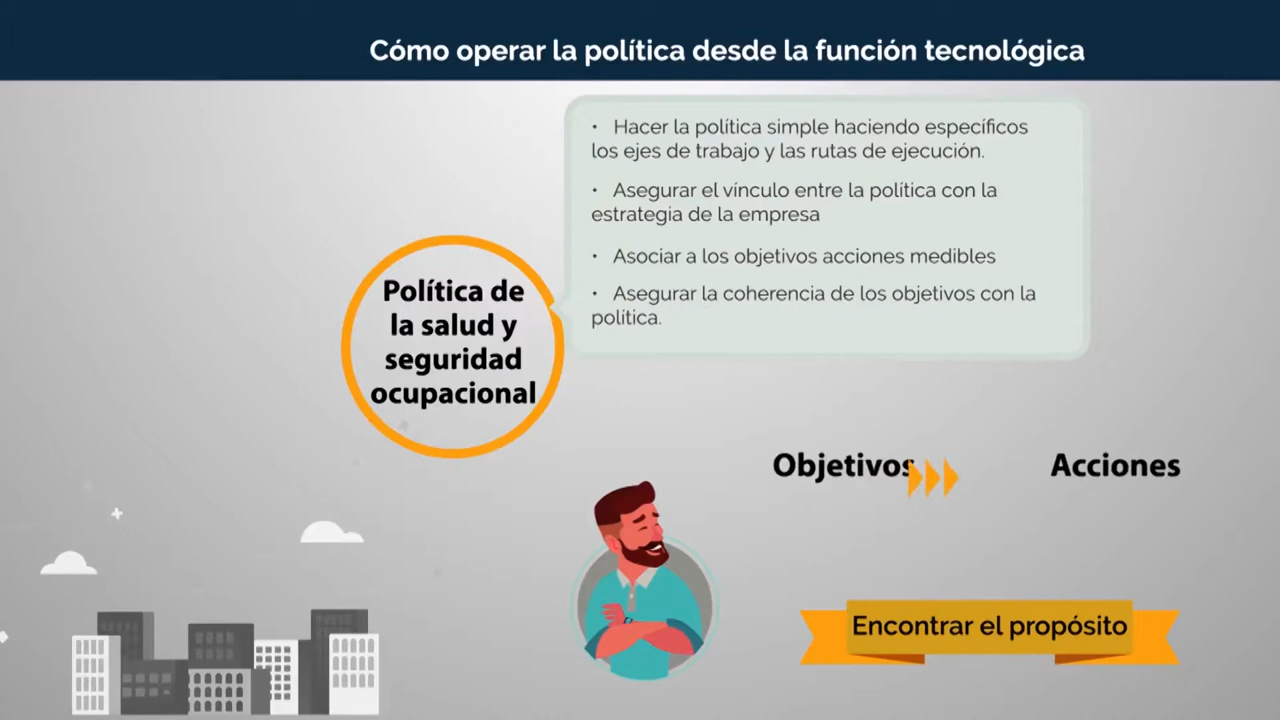 Cómo operar la política desde la función tecnológica
• Hacer la política simple haciendo específicos
los ejes de trabajo y las rutas de ejecución.
• Asegurar el vínculo entre la política con la
estrategia de la empresa
• Asociar a los objetivos acciones medibles
• Asegurar la coherencia de los objetivos con la
política.
Política de
la salud y
seguridad
ocupacional
Objetivos
Acciones
Encontrar el propósito